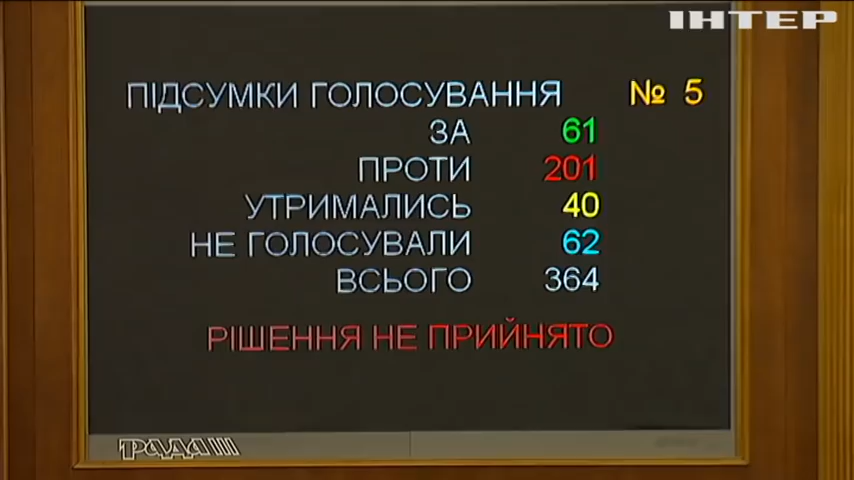 ІНТЕР
ПІДСУМКИ ГОЛОСУВАННЯ № 5
ЗА 61
ПРОТИ 201
УТРИМАЛИСЬ 40
НЕ ГОЛОСУВАЛИ 62
ВСЬОГО 364
РІШЕННЯ НЕ ПРИЙНЯТО
РАДА III